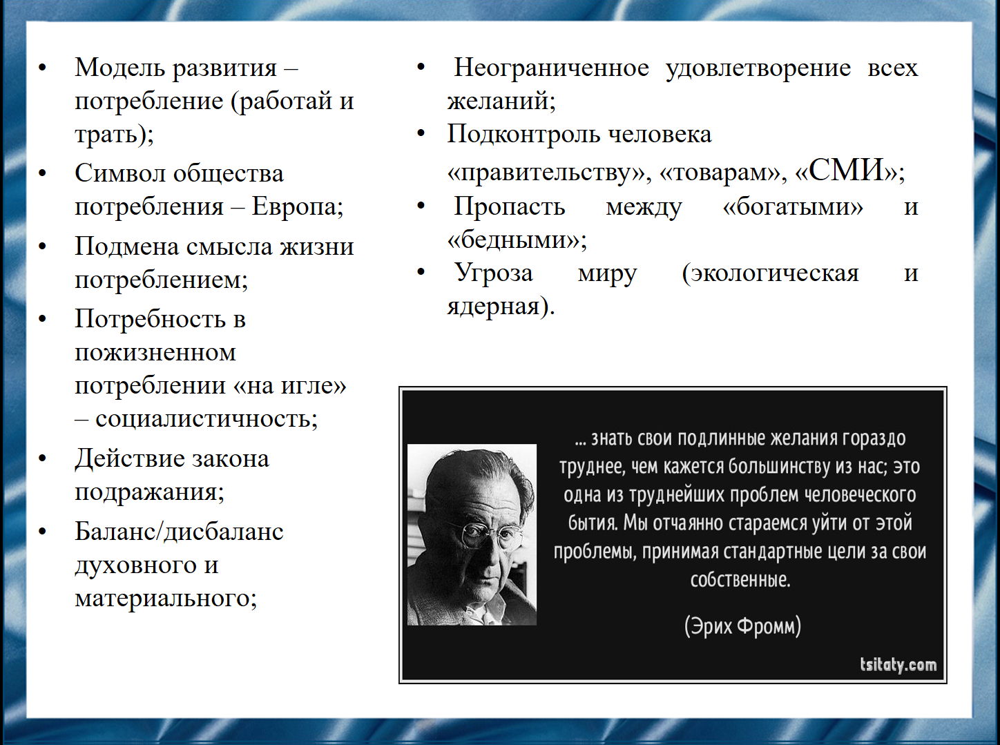 • Модель развития –
потребление (работай и
трать);
• Символ общества
потребления – Европа;
• Подмена смысла жизни
потреблением;
• Потребность в
пожизненном
потреблении «на игле»
– социалистичность;
• Действие закона
подражания;
• Баланс/дисбаланс
духовного и
материального;
• Неограниченное удовлетворение всех
желаний;
• Подконтроль человека
«правительству», «товарам», «СМИ»;
• Пропасть между «богатыми» и
«бедными»;
• Угроза миру (экологическая и
ядерная).
... знать свои подлинные желания гораздо
труднее, чем кажется большинству из нас; это
одна из труднейших проблем человеческого
бытия. Мы отчаянно стараемся уйти от этой
проблемы, принимая стандартные цели за свои
собственные.
(Эрих Фромм)
tsitaty.com